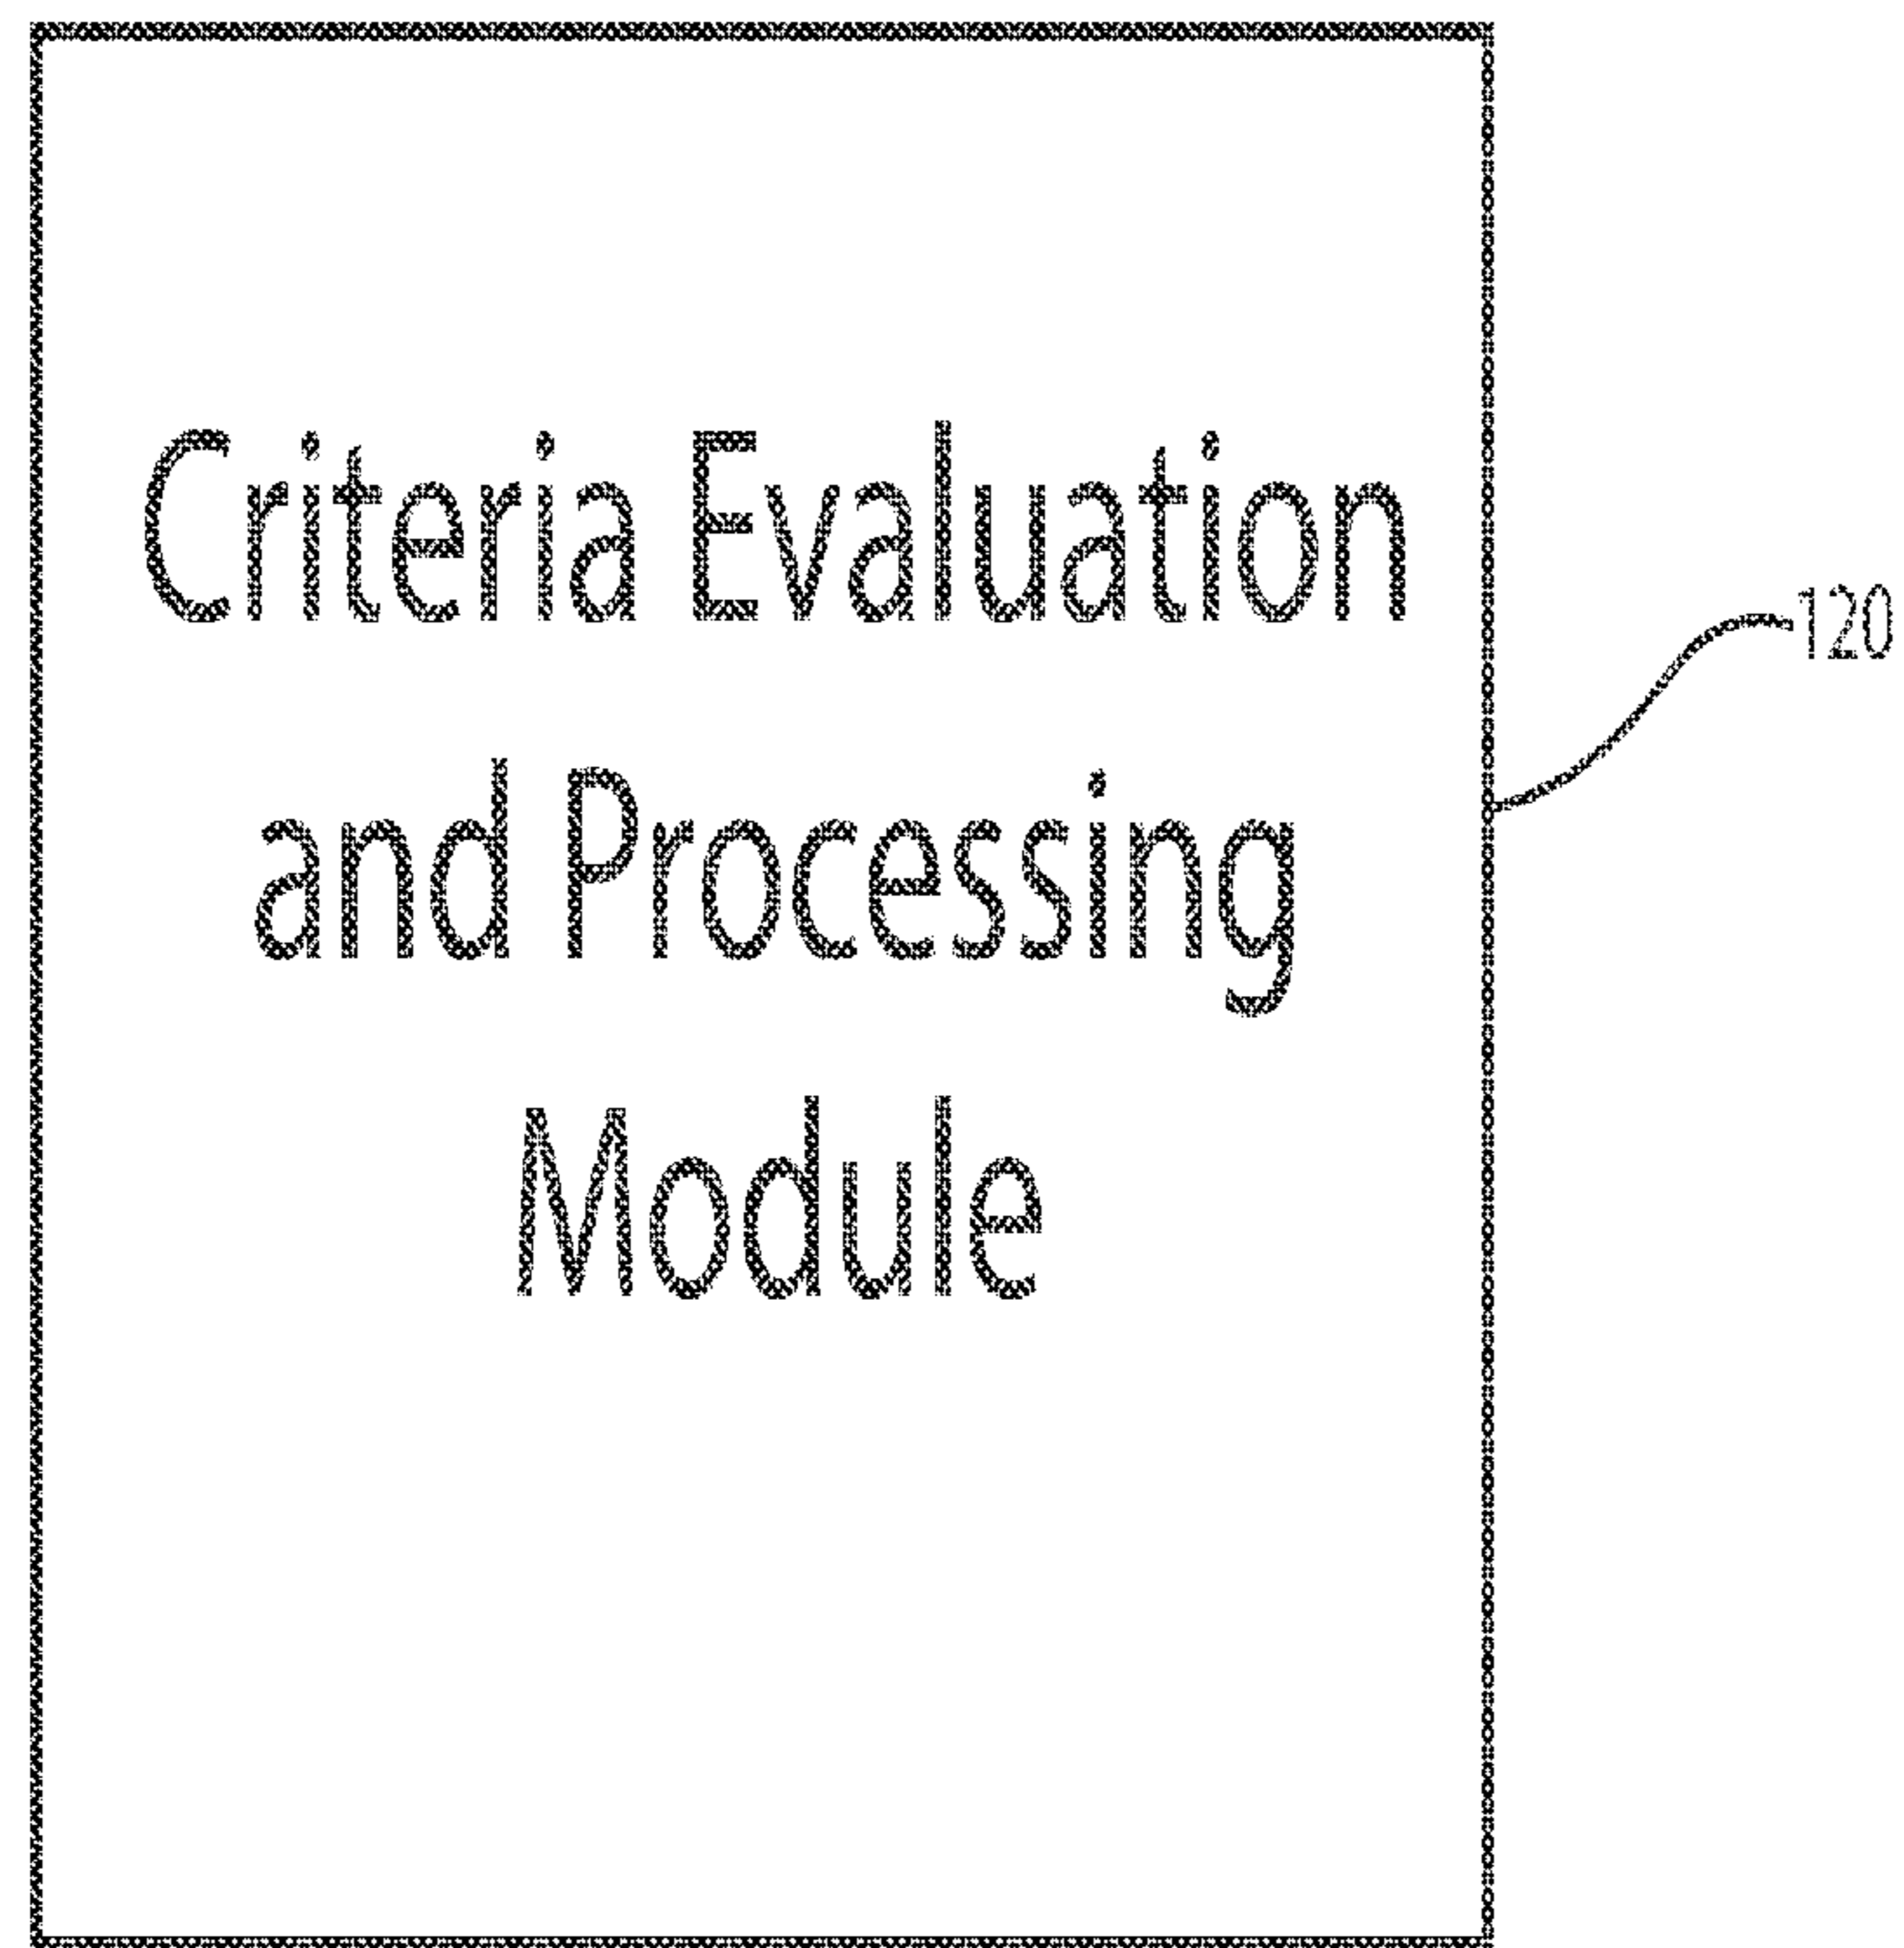 Criteria Evaluation
and Processing
Module
120